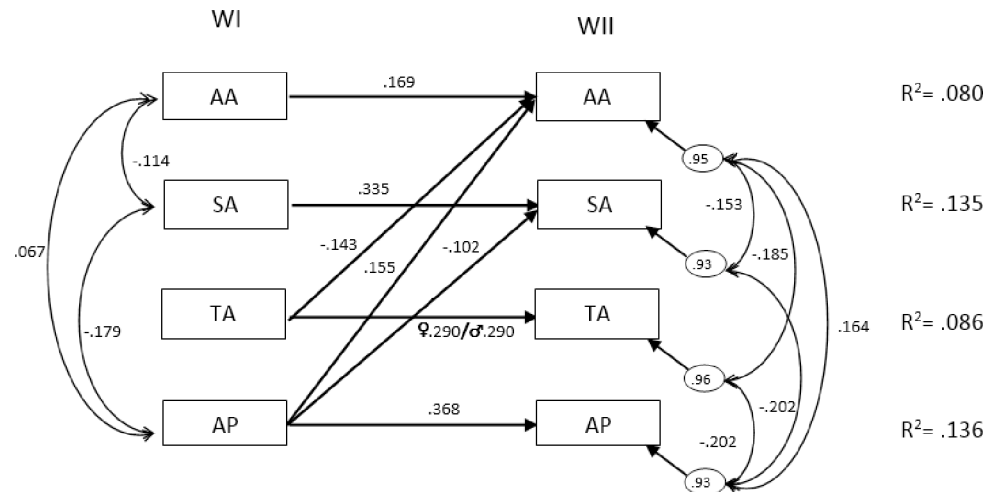 WI
WII
AA
.169
AA
R²= .080
-.114
.95
SA
.335
SA
-.153
R²= .135
.067
-.143
.155
-.102
.93
-.185
TA
♀.290/♂.290
TA
.164
R²= .086
-.179
.96
AP
.368
AP
-.202
-.202
R²= .136
.93